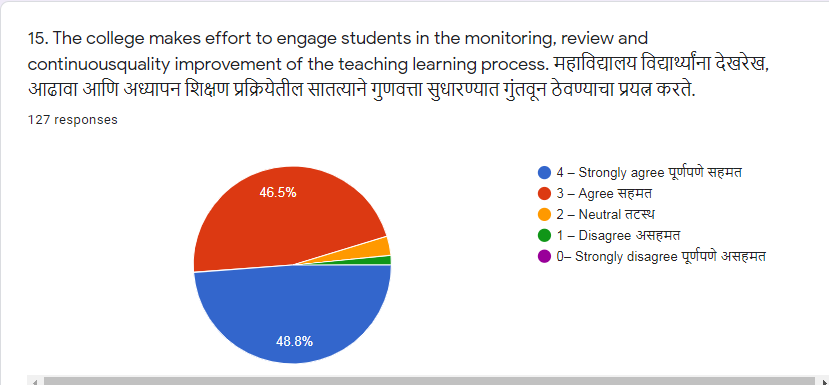 15. The college makes effort to engage students in the monitoring, review and
continuousquality improvement of the teaching learning process. महाविद्यालय विद्यार्थ्यांना देखरेख,
आढावा आणि अध्यापन शिक्षण प्रक्रियेतील सातत्याने गुणवत्ता सुधारण्यात गुंतवून ठेवण्याचा प्रयत्न करते.
127 responses
46.5%
48.8%
4 – Strongly agree पूर्णपणे सहमत
3 – Agree सहमत
2 – Neutral तटस्थ
1 – Disagree असहमत
0– Strongly disagree पूर्णपणे असहमत